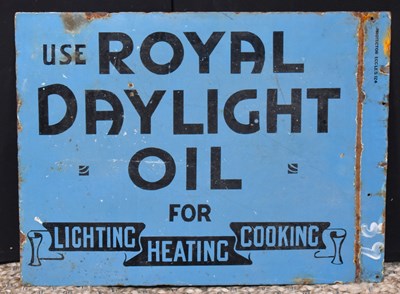 USE ROYAL
DAYLIGHT
OIL
FOR
LIGHTING
HEATING
COOKING